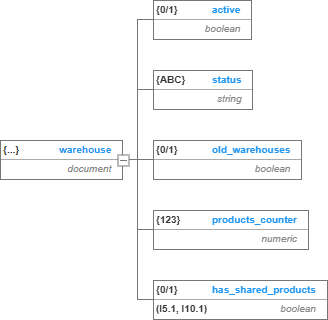 {0/1} active
boolean
{ABC} status
string
{...} warehouse
document
{0/1} old_warehouses
boolean
{123} products_counter
numeric
{0/1} has_shared_products
(I5.1, I10.1) boolean